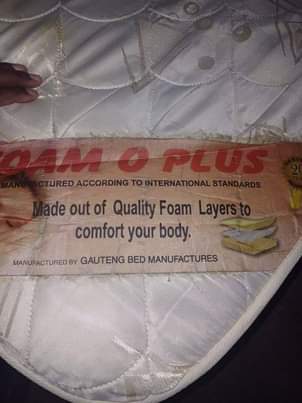 FOAM O PLUS
MANUFACTURED ACCORDING TO INTERNATIONAL STANDARDS
Made out of Quality Foam Layers to
comfort your body.
MANUFACTURED BY GAUTENG BED MANUFACTURES